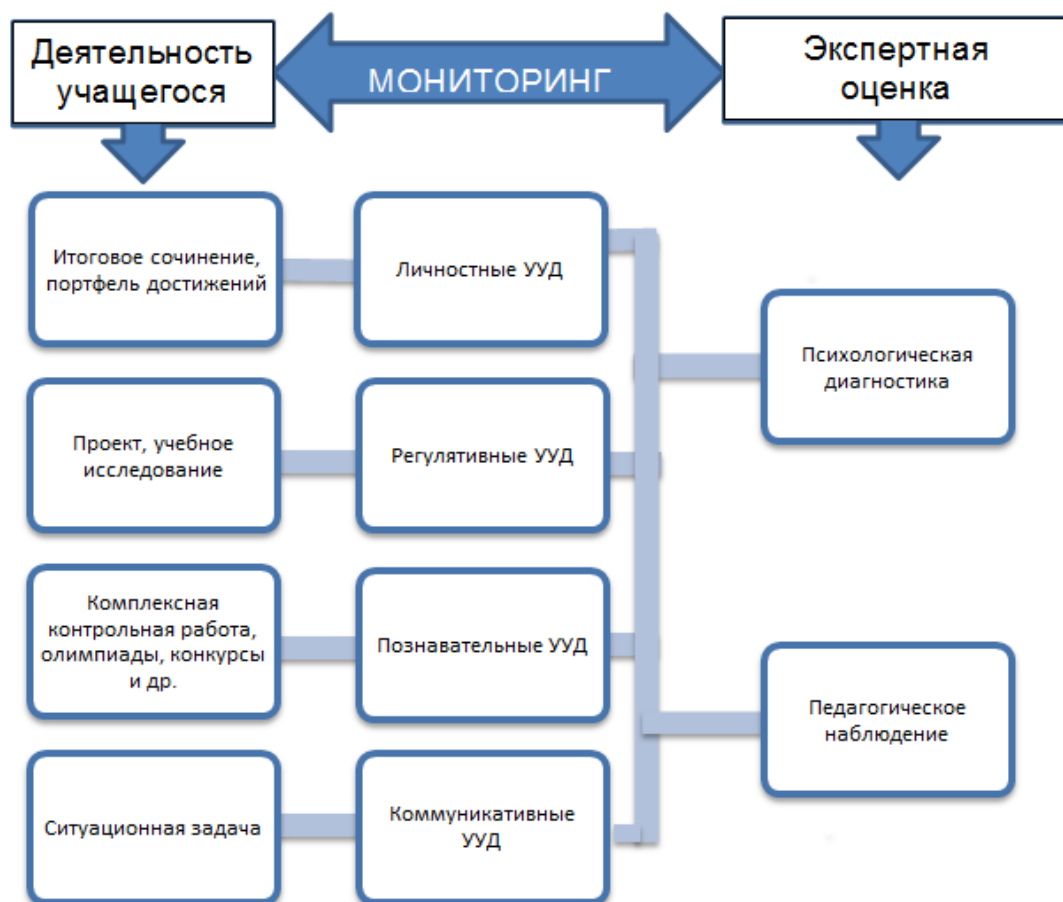 Деятельность
учащегося
МОНИТОРИНГ
Экспертная
оценка
Итоговое сочинение,
портфель достижений
Личностные УУД
Психологическая
диагностика
Проект, учебное
исследование
Регулятивные УУД
Комплексная
контрольная работа,
олимпиады, конкурсы
и др.
Познавательные УУД
Педагогическое
наблюдение
Ситуационная задача
Коммуникативные
УУД